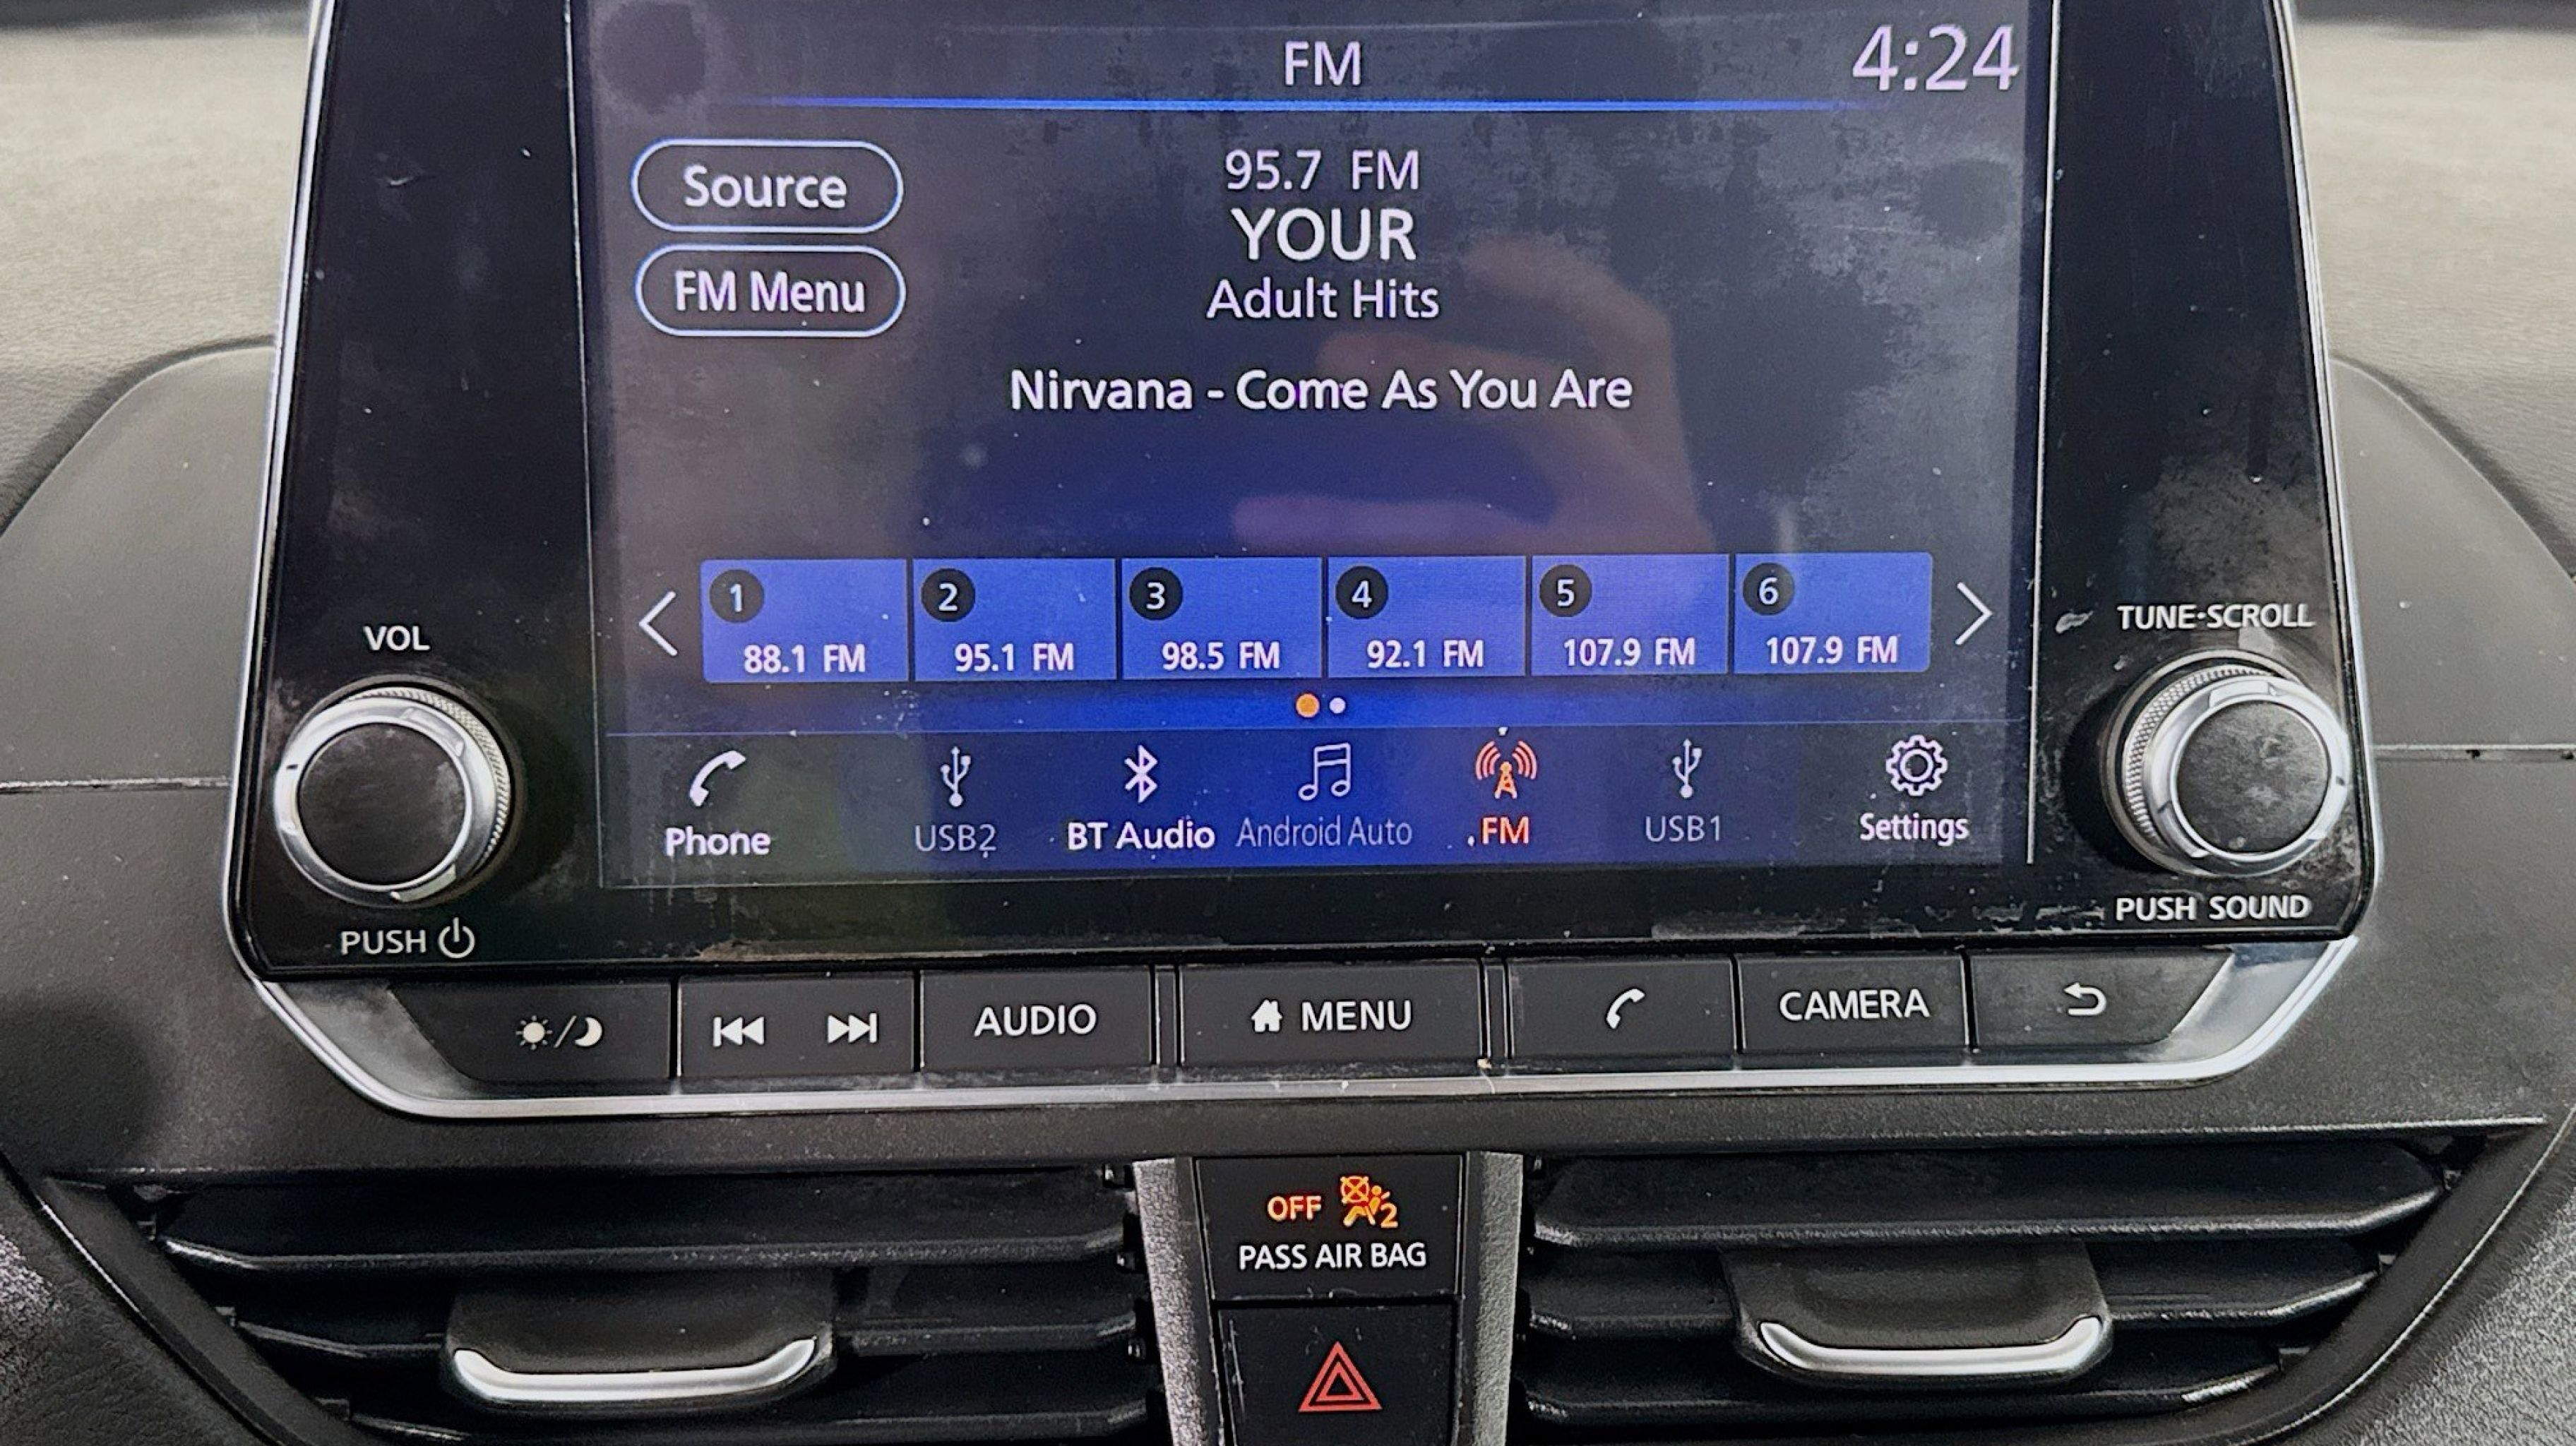 FM
4:24
Source
95.7 FM
YOUR
FM Menu
Adult Hits
Nirvana - Come As You Are
1
2
3
4
5
6
88.1 FM
95.1 FM
98.5 FM
92.1 FM
107.9 FM
107.9 FM
VOL
TUNE•SCROLL
Phone
USB2
BT Audio
Android Auto
FM
USB1
Settings
PUSH
PUSH SOUND
AUDIO
MENU
CAMERA
OFF 2
PASS AIR BAG